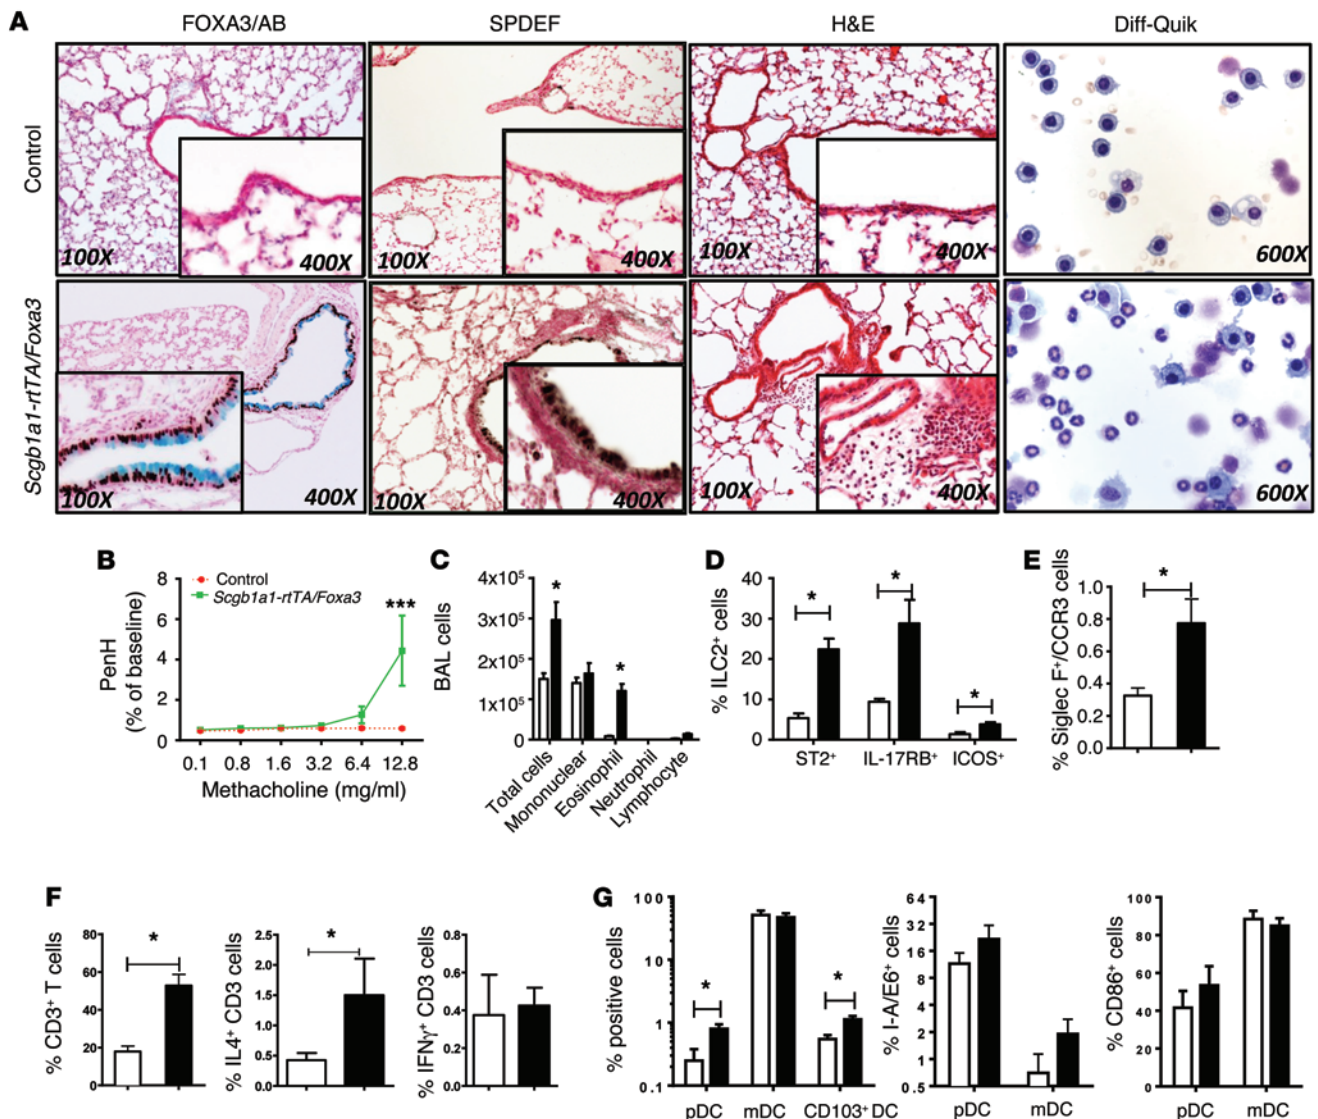 A
FOXA3/AB SPDEF H&E Diff-Quik
Control
100X 400X 100X 400X 100X 400X 600X
Scgb1a1-rtTA/Foxa3
100X 400X 100X 400X 100X 400X 600X
B
PenH
(% of baseline)
8
6
4
2
0
Control
Scgb1a1-rtTA/Foxa3
***
0.1 0.8 1.6 3.2 6.4 12.8
Methacholine (mg/ml)
C
BAL cells
4x10⁵
3x10⁵
2x10⁵
1x10⁵
0
*
*
Total cells
Mononuclear
Eosinophil
Neutrophil
Lymphocyte
D
% ILC2⁺ cells
40
30
20
10
0
* * *
ST2⁺ IL-17RB⁺ ICOS⁺
E
% Siglec F⁺/CCR3 cells
1.0
0.8
0.6
0.4
0.2
0.0
*
F
% CD3⁺ T cells
80
60
40
20
0
*
% IL4⁺ CD3 cells
2.5
2.0
1.5
1.0
0.5
0.0
*
% IFNγ⁺ CD3 cells
0.8
0.6
0.4
0.2
0.0
G
% positive cells
100
10
1
0.1
* *
pDC mDC CD103⁺ DC
% I-A/E6⁺ cells
64
32
16
8
4
2
1
0.5
pDC mDC
% CD86⁺ cells
100
80
60
40
20
0
pDC mDC